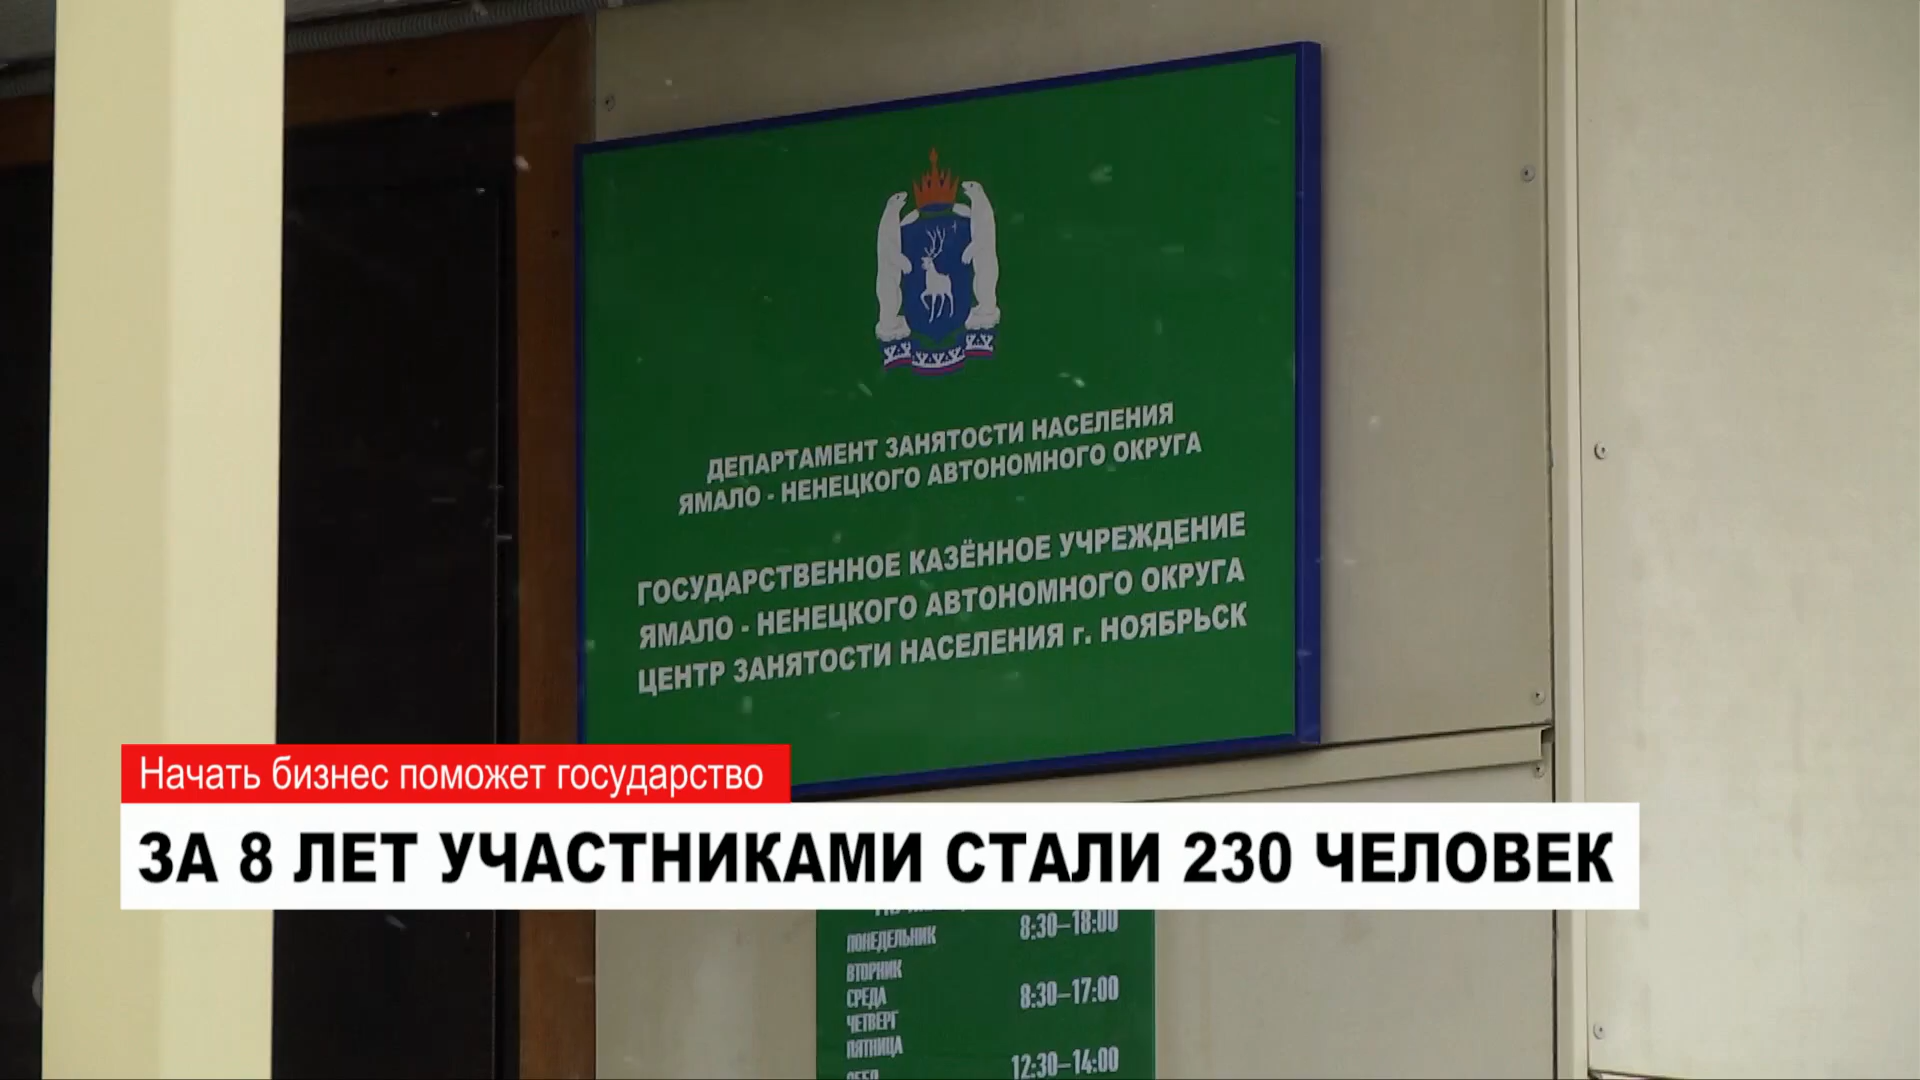 ДЕПАРТАМЕНТ ЗАНЯТОСТИ НАСЕЛЕНИЯ
ЯМАЛО - НЕНЕЦКОГО АВТОНОМНОГО ОКРУГА
ГОСУДАРСТВЕННОЕ КАЗЁННОЕ УЧРЕЖДЕНИЕ
ЯМАЛО - НЕНЕЦКОГО АВТОНОМНОГО ОКРУГА
ЦЕНТР ЗАНЯТОСТИ НАСЕЛЕНИЯ г. НОЯБРЬСК
Начать бизнес поможет государство
ЗА 8 ЛЕТ УЧАСТНИКАМИ СТАЛИ 230 ЧЕЛОВЕК
ПОНЕДЕЛЬНИК 8:30–18:00
ВТОРНИК
СРЕДА 8:30–17:00
ЧЕТВЕРГ
ПЯТНИЦА
12:30–14:00